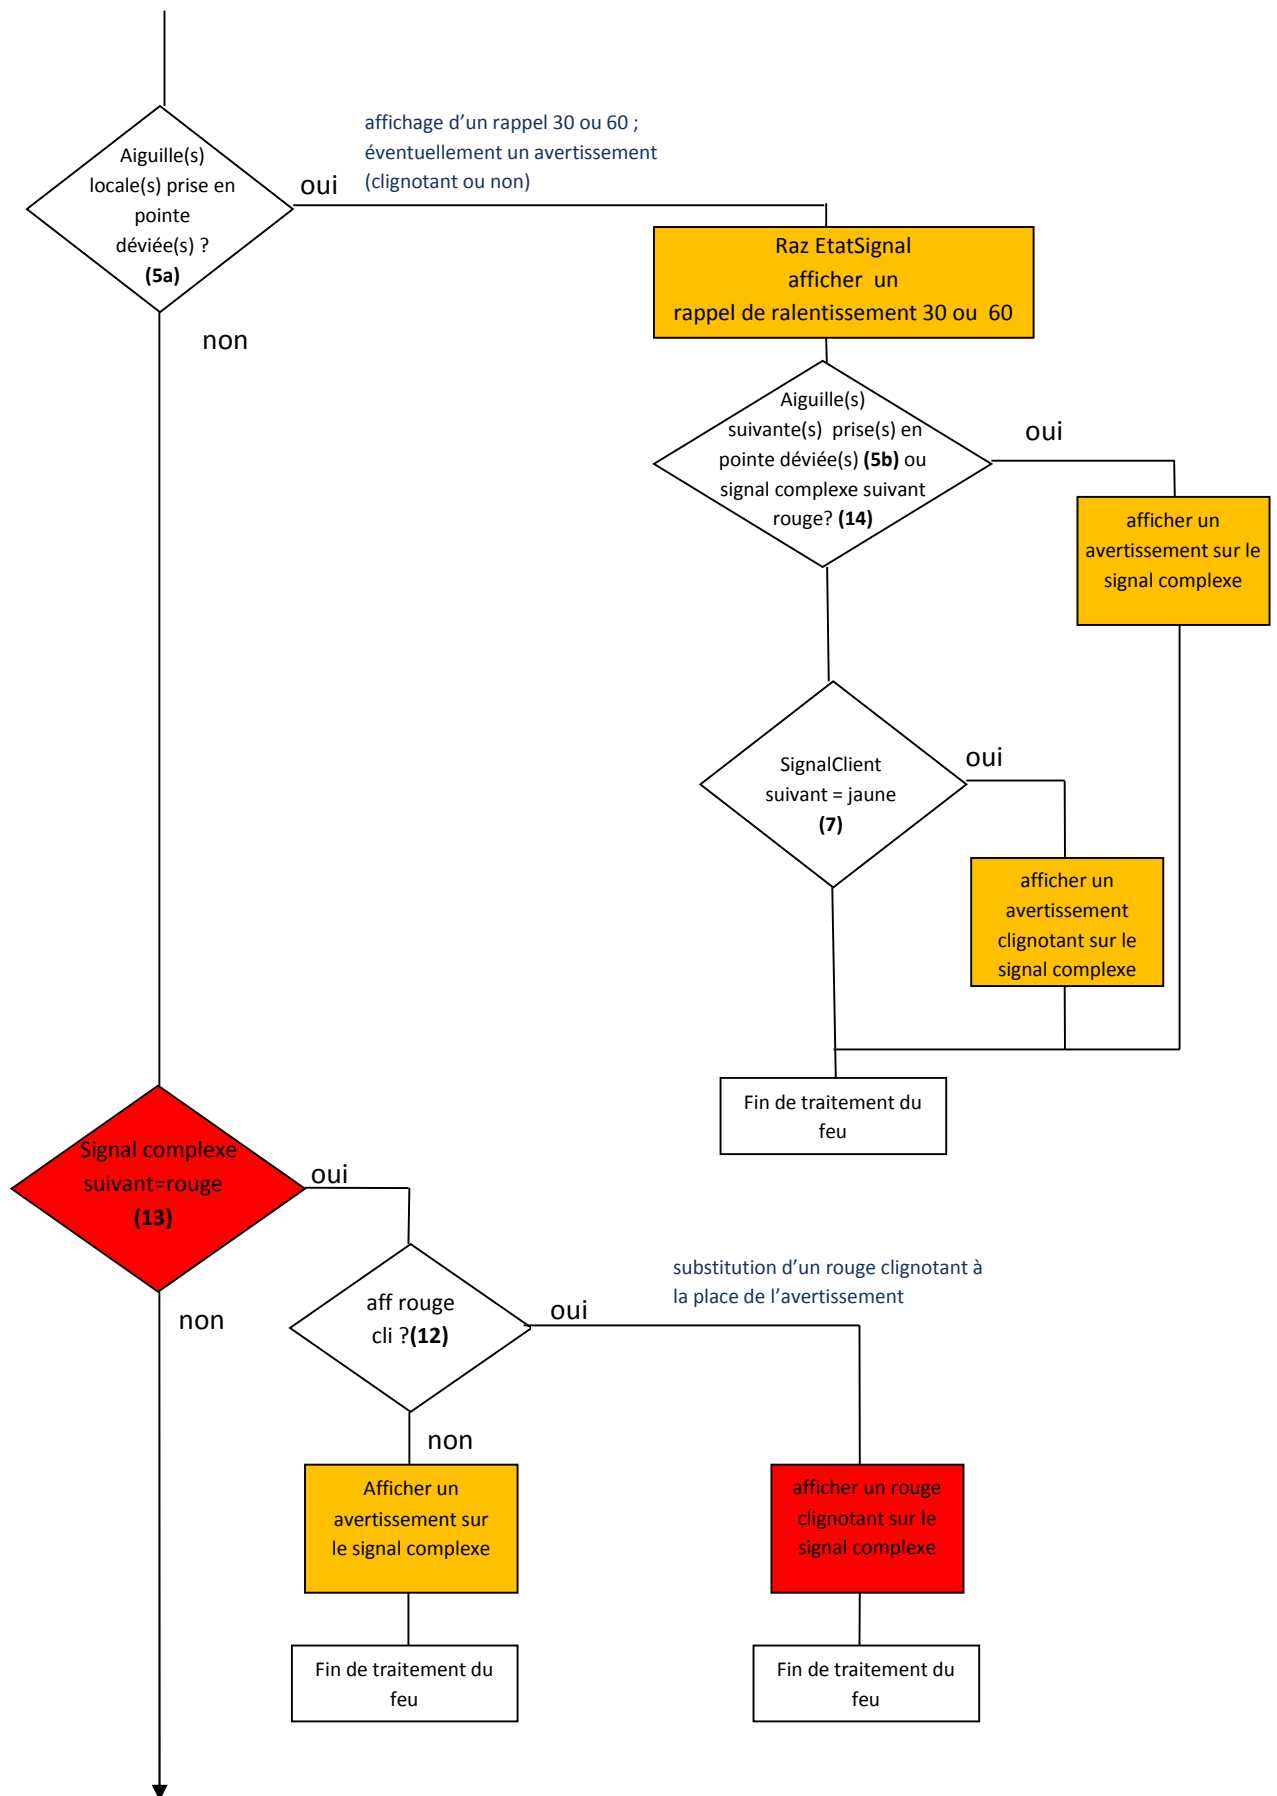 affichage d'un rappel 30 ou 60 ;
éventuellement un avertissement
(clignotant ou non)
Aiguille(s)
locale(s) prise en
pointe
déviée(s) ?
(5a)
oui
non
Raz EtatSignal
afficher un
rappel de ralentissement 30 ou 60
Aiguille(s)
suivante(s) prise(s) en
pointe déviée(s) (5b) ou
signal complexe suivant
rouge? (14)
oui
afficher un
avertissement sur le
signal complexe
SignalClient
suivant = jaune
(7)
oui
afficher un
avertissement
clignotant sur le
signal complexe
Fin de traitement du
feu
Signal complexe
suivant=rouge
(13)
oui
non
aff rouge
cli ?(12)
oui
non
substitution d'un rouge clignotant à
la place de l'avertissement
Afficher un
avertissement sur
le signal complexe
afficher un rouge
clignotant sur le
signal complexe
Fin de traitement du
feu
Fin de traitement du
feu